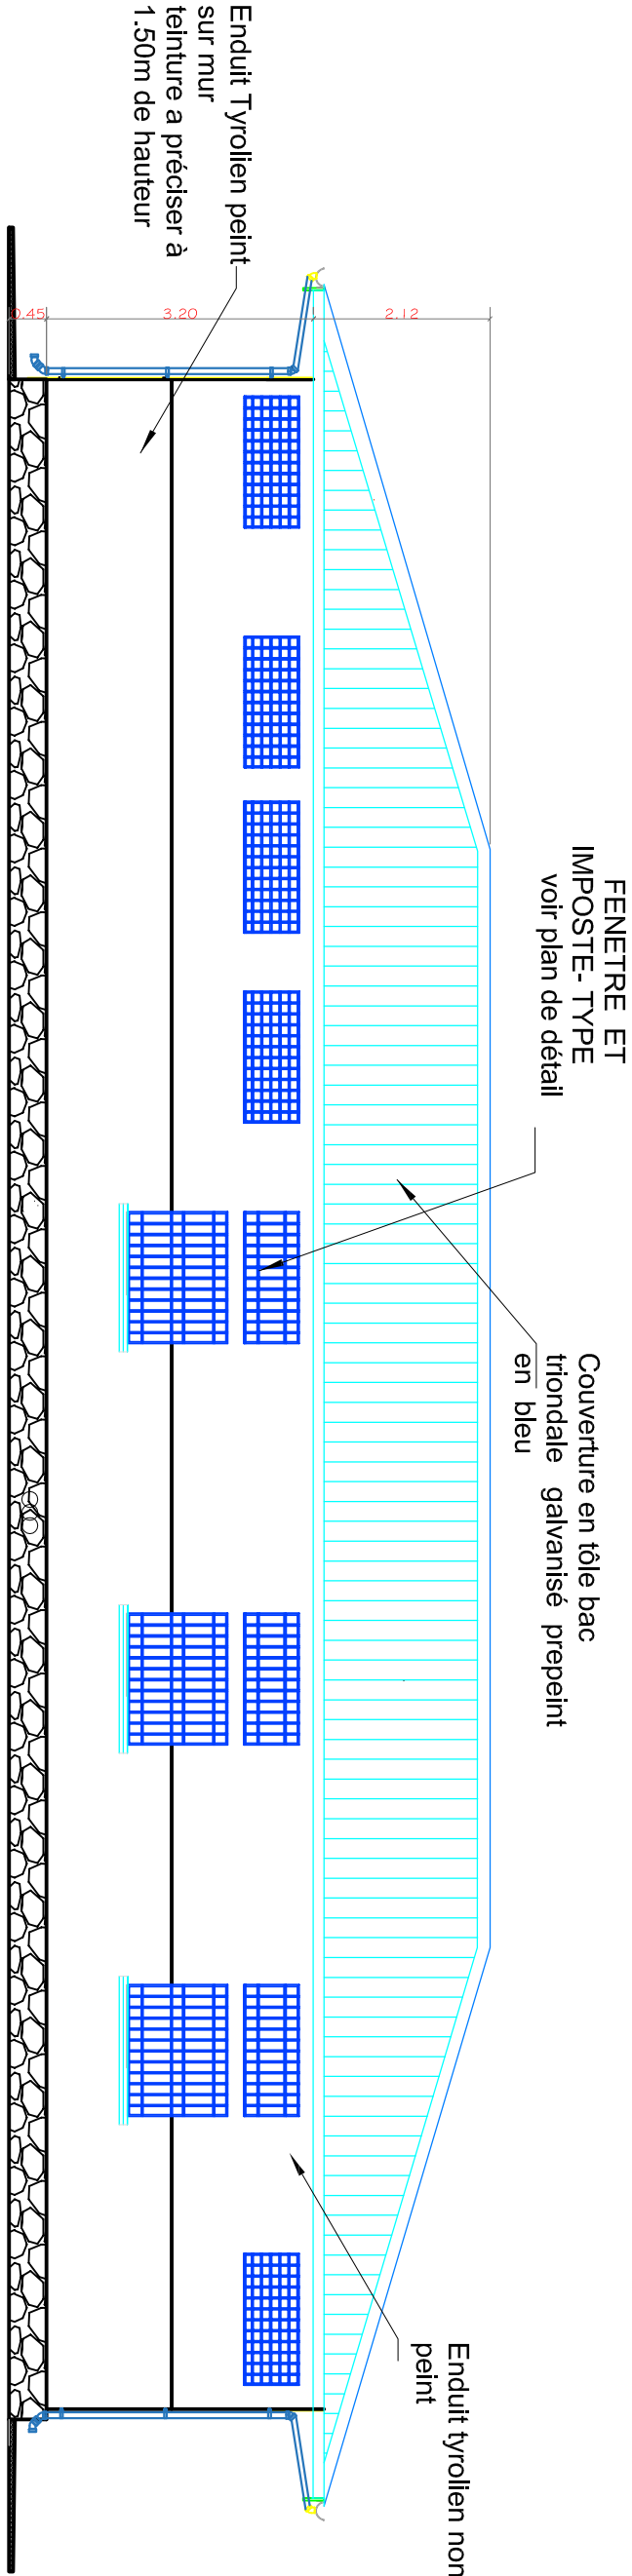 FENETRE ET
IMPOSTE- TYPE
voir plan de détail
Couverture en tôle bac
triondale galvanisé prepeint
en bleu
Enduit Tyrolien peint
sur mur
teinture a préciser à
1.50m de hauteur
Enduit tyrolien non
peint
2.12
3.20
0.45